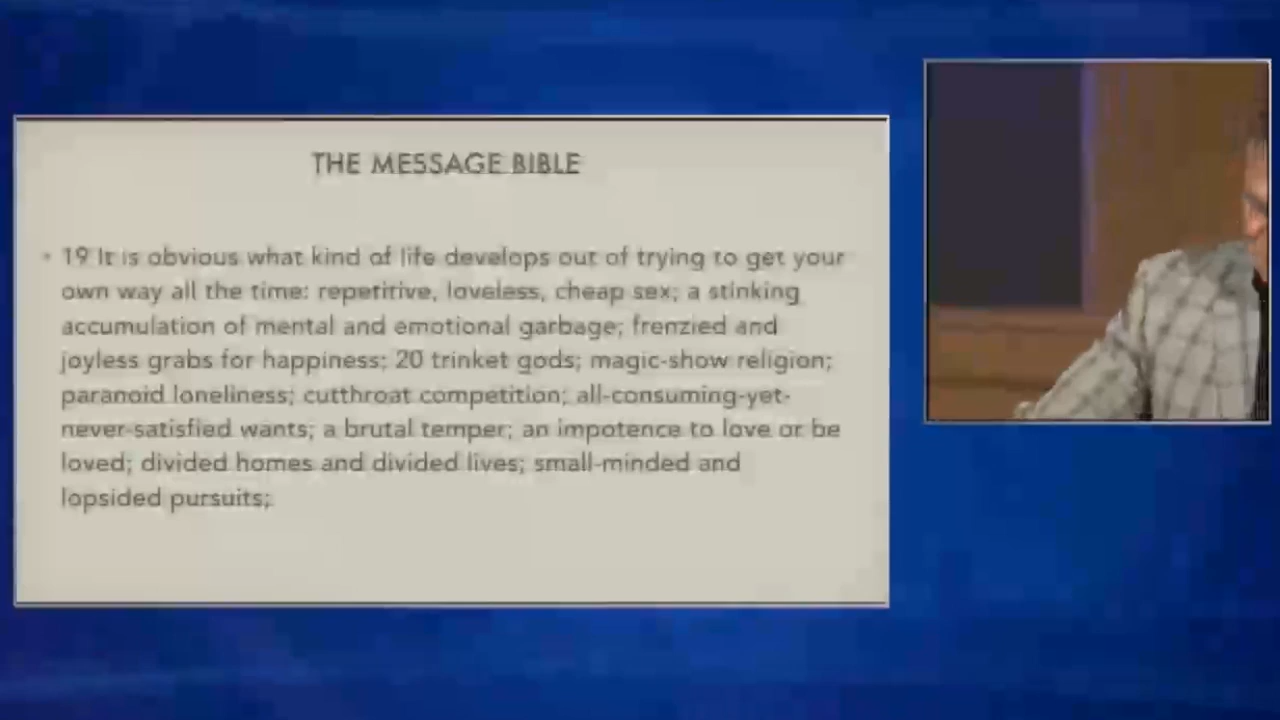 THE MESSAGE BIBLE
• 19 It is obvious what kind of life develops out of trying to get your
own way all the time: repetitive, loveless, cheap sex; a stinking
accumulation of mental and emotional garbage; frenzied and
joyless grabs for happiness; 20 trinket gods; magic-show religion;
paranoid loneliness; cutthroat competition; all-consuming-yet-
never-satisfied wants; a brutal temper; an impotence to love or be
loved; divided homes and divided lives; small-minded and
lopsided pursuits;